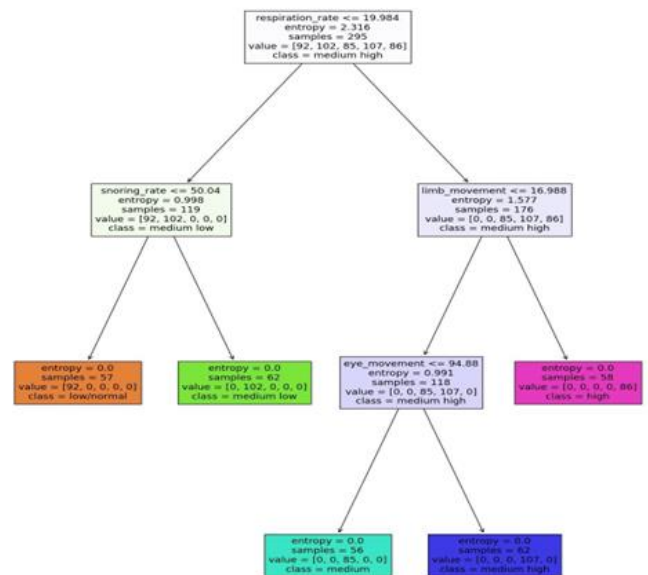 respiration_rate <= 19.984
entropy = 2.316
samples = 295
value = [92, 102, 85, 107, 86]
class = medium high
snoring_rate <= 50.04
entropy = 0.998
samples = 119
value = [92, 102, 0, 0, 0]
class = medium low
limb_movement <= 16.988
entropy = 1.577
samples = 176
value = [0, 0, 85, 107, 86]
class = medium high
entropy = 0.0
samples = 57
value = [92, 0, 0, 0, 0]
class = low/normal
entropy = 0.0
samples = 62
value = [0, 102, 0, 0, 0]
class = medium low
eye_movement <= 94.88
entropy = 0.991
samples = 118
value = [0, 0, 85, 107, 0]
class = medium high
entropy = 0.0
samples = 58
value = [0, 0, 0, 0, 86]
class = high
entropy = 0.0
samples = 56
value = [0, 0, 85, 0, 0]
class = medium
entropy = 0.0
samples = 62
value = [0, 0, 0, 107, 0]
class = medium high